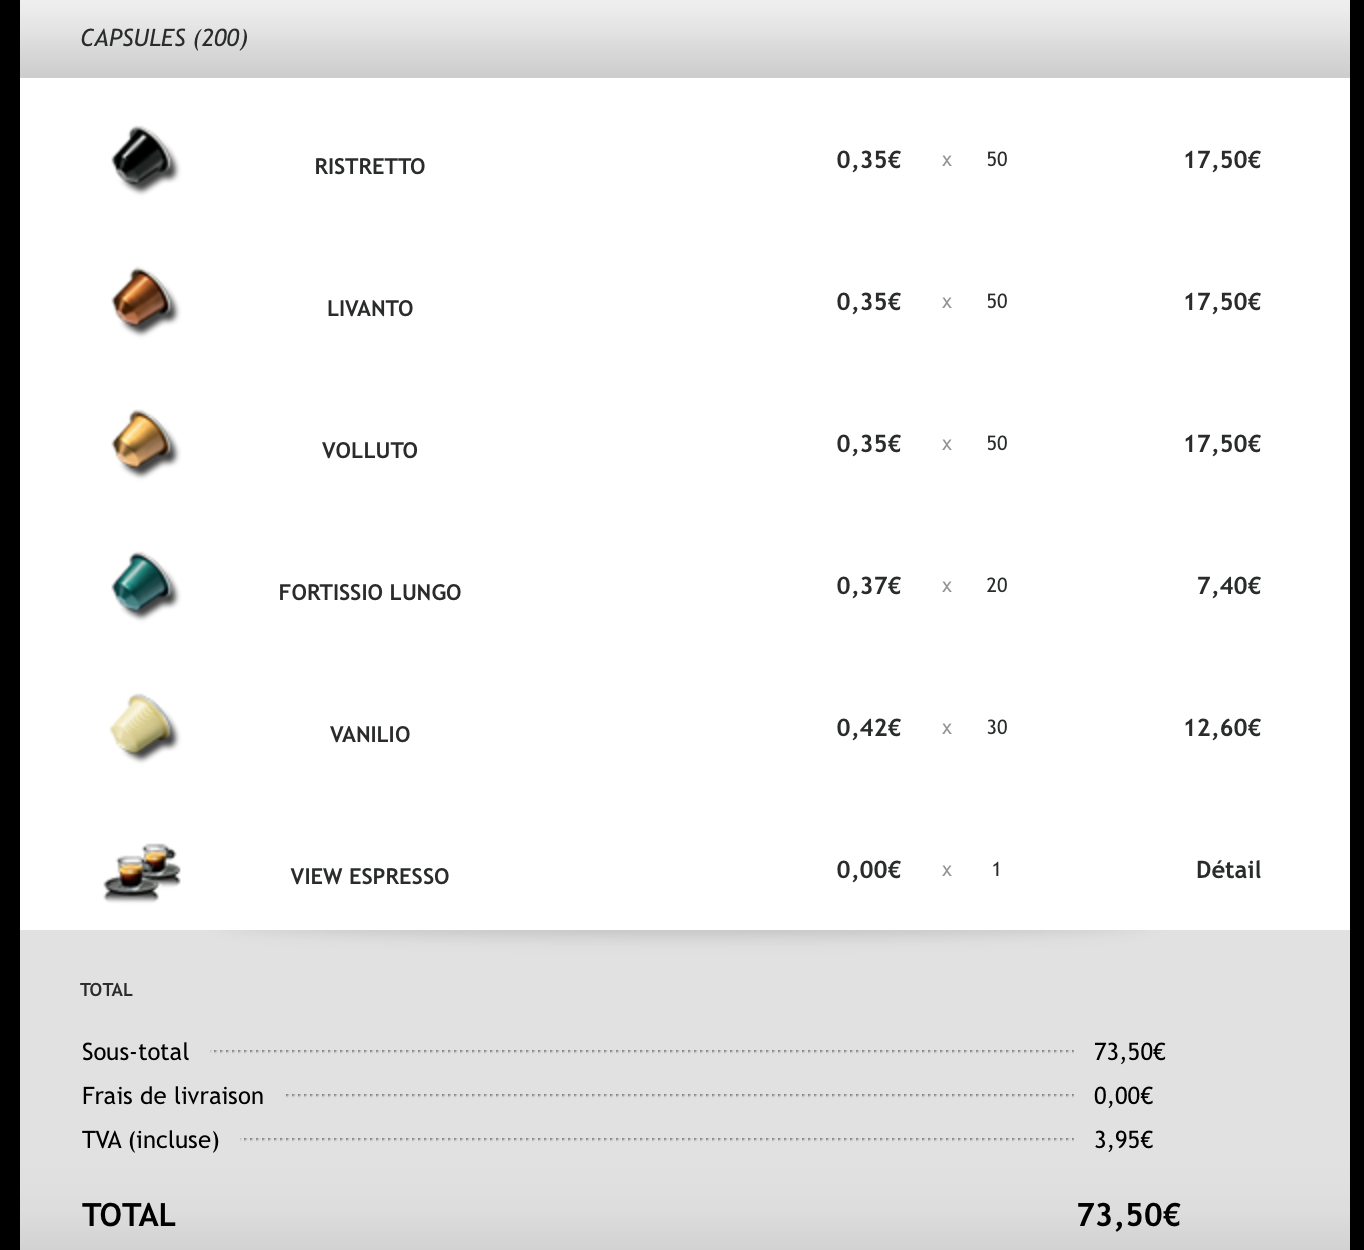 CAPSULES (200)
RISTRETTO 0,35€ x 50 17,50€
LIVANTO 0,35€ x 50 17,50€
VOLLUTO 0,35€ x 50 17,50€
FORTISSIO LUNGO 0,37€ x 20 7,40€
VANILIO 0,42€ x 30 12,60€
VIEW ESPRESSO 0,00€ x 1 Détail
TOTAL
Sous-total 73,50€
Frais de livraison 0,00€
TVA (incluse) 3,95€
TOTAL 73,50€